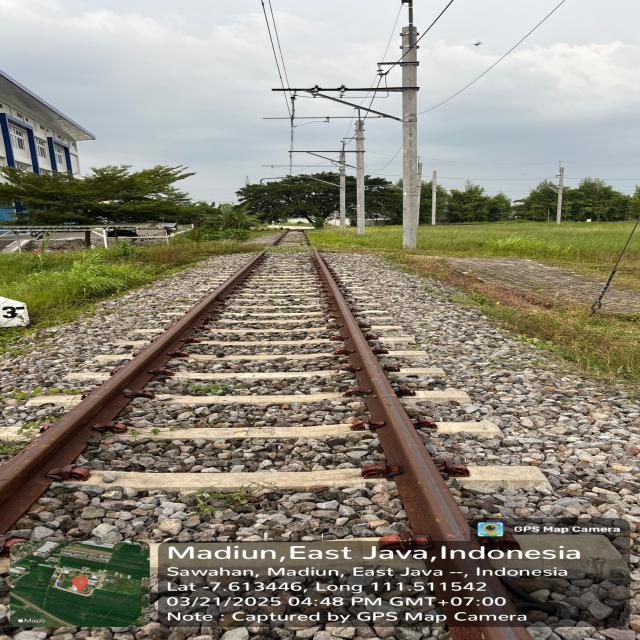 3
GPS Map Camera
Madiun,East Java,Indonesia
Sawahan, Madiun, East Java –, Indonesia
Lat -7.613446, Long 111.511542
03/21/2025 04:48 PM GMT+07:00
Note : Captured by GPS Map Camera
Maps